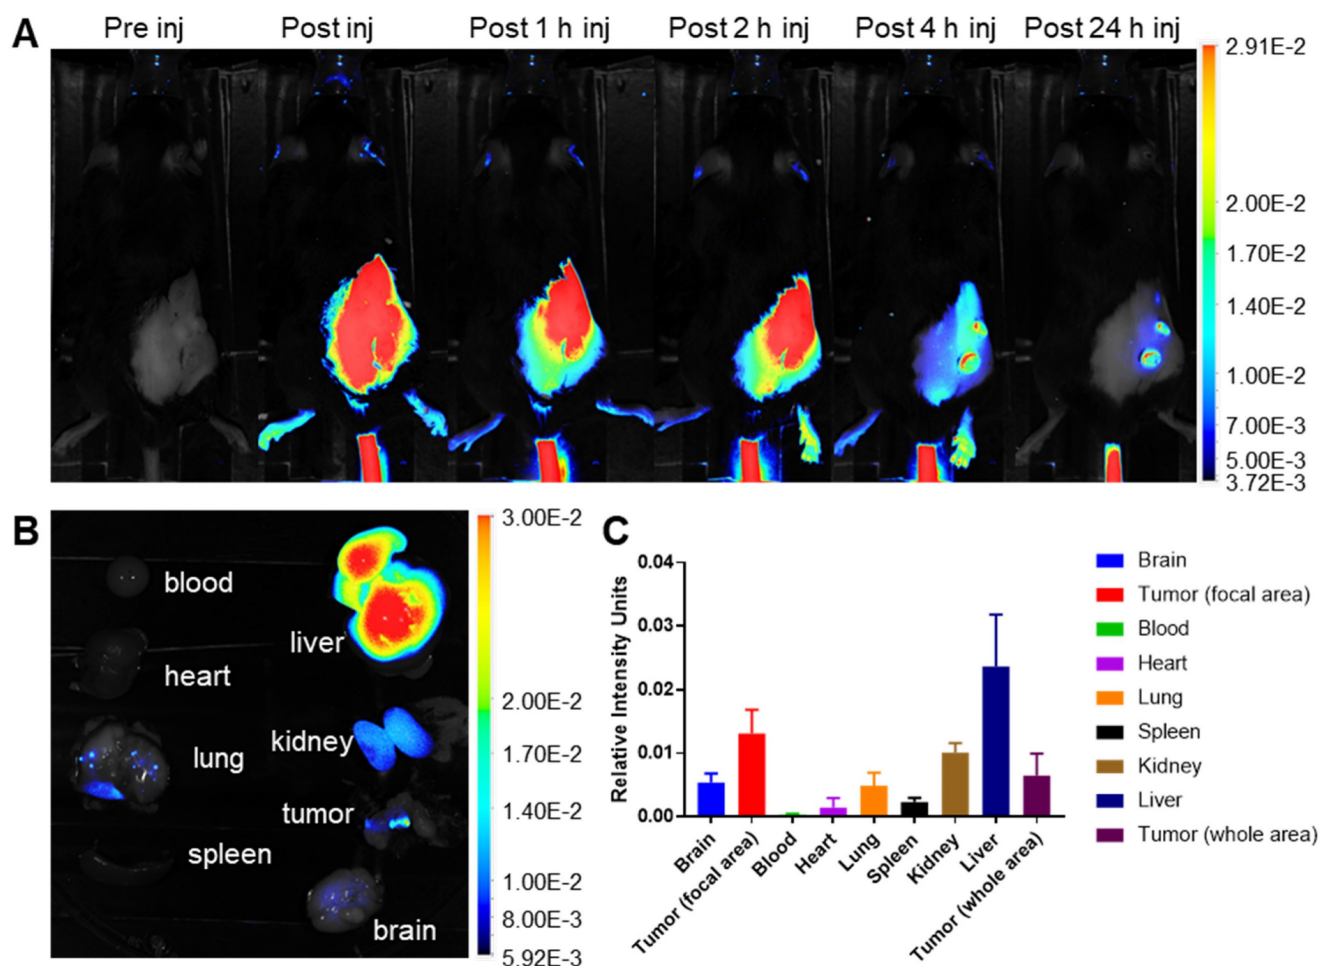 A
Pre inj
Post inj
Post 1 h inj
Post 2 h inj
Post 4 h inj
Post 24 h inj
2.91E-2
2.00E-2
1.70E-2
1.40E-2
1.00E-2
7.00E-3
5.00E-3
3.72E-3
B
blood
liver
heart
kidney
lung
tumor
spleen
brain
3.00E-2
2.00E-2
1.70E-2
1.40E-2
1.00E-2
8.00E-3
5.92E-3
C
Relative Intensity Units
0.04
0.03
0.02
0.01
0.00
Brain
Tumor (focal area)
Blood
Heart
Lung
Spleen
Kidney
Liver
Tumor (whole area)
Brain
Tumor (focal area)
Blood
Heart
Lung
Spleen
Kidney
Liver
Tumor (whole area)